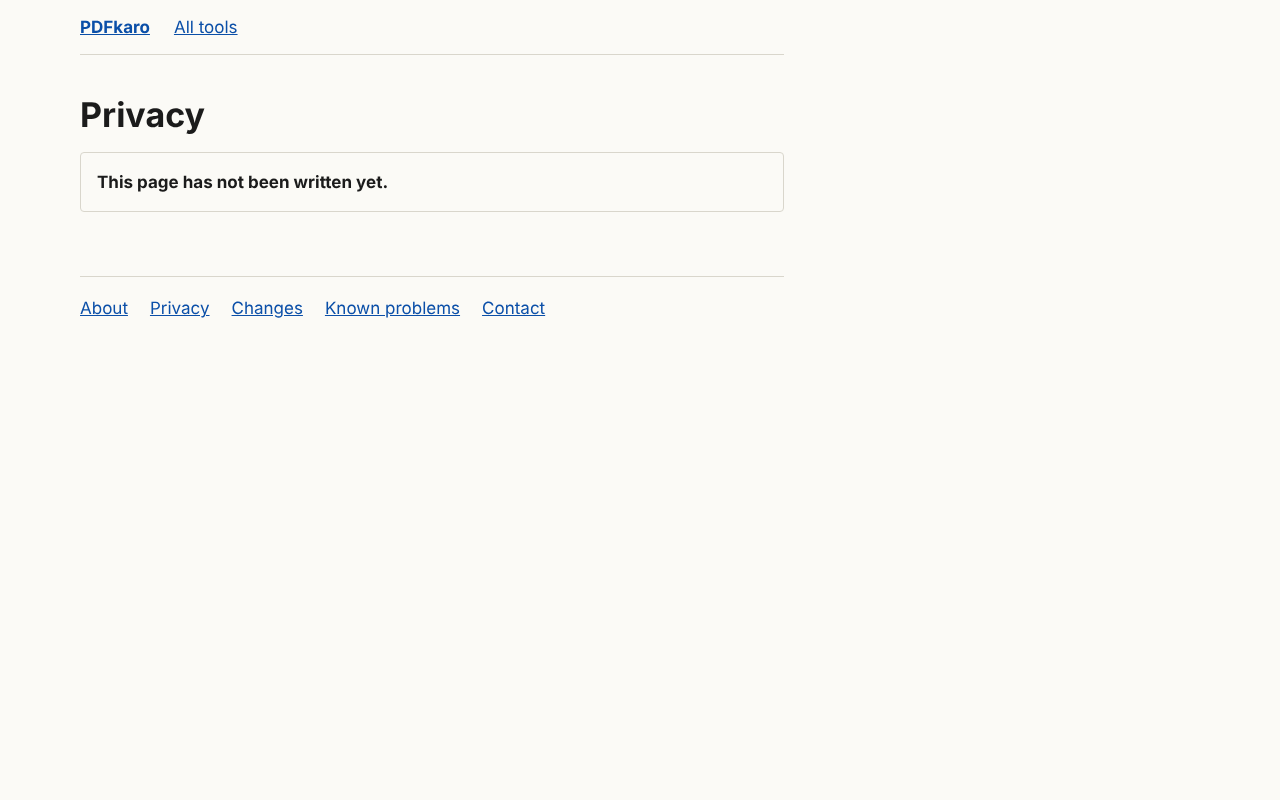 PDFkaro All tools
Privacy
This page has not been written yet.
About Privacy Changes Known problems Contact